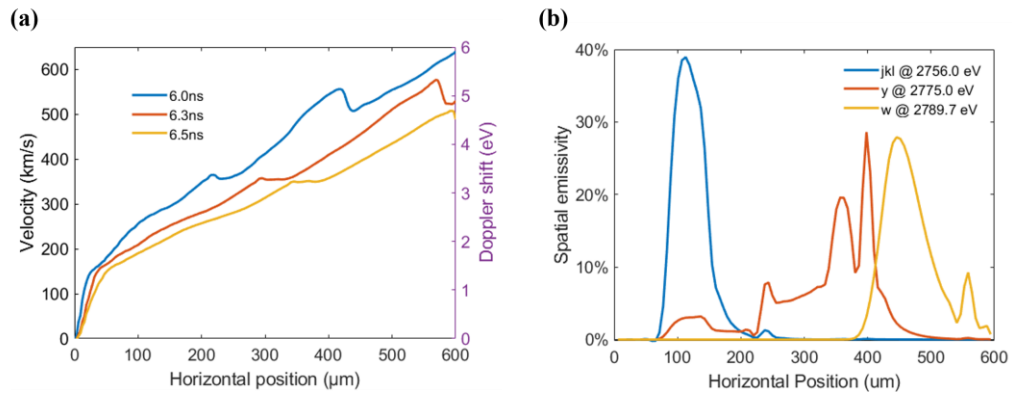 (a)
(b)
Velocity (km/s)
600
500
400
300
200
100
0
6.0ns
6.3ns
6.5ns
0
100
200
300
400
500
600
Horizontal position (µm)
6
5
4
3
2
1
0
Doppler shift (eV)
Spatial emissivity
40%
30%
20%
10%
0%
jkl @ 2756.0 eV
y @ 2775.0 eV
w @ 2789.7 eV
0
100
200
300
400
500
600
Horizontal Position (um)